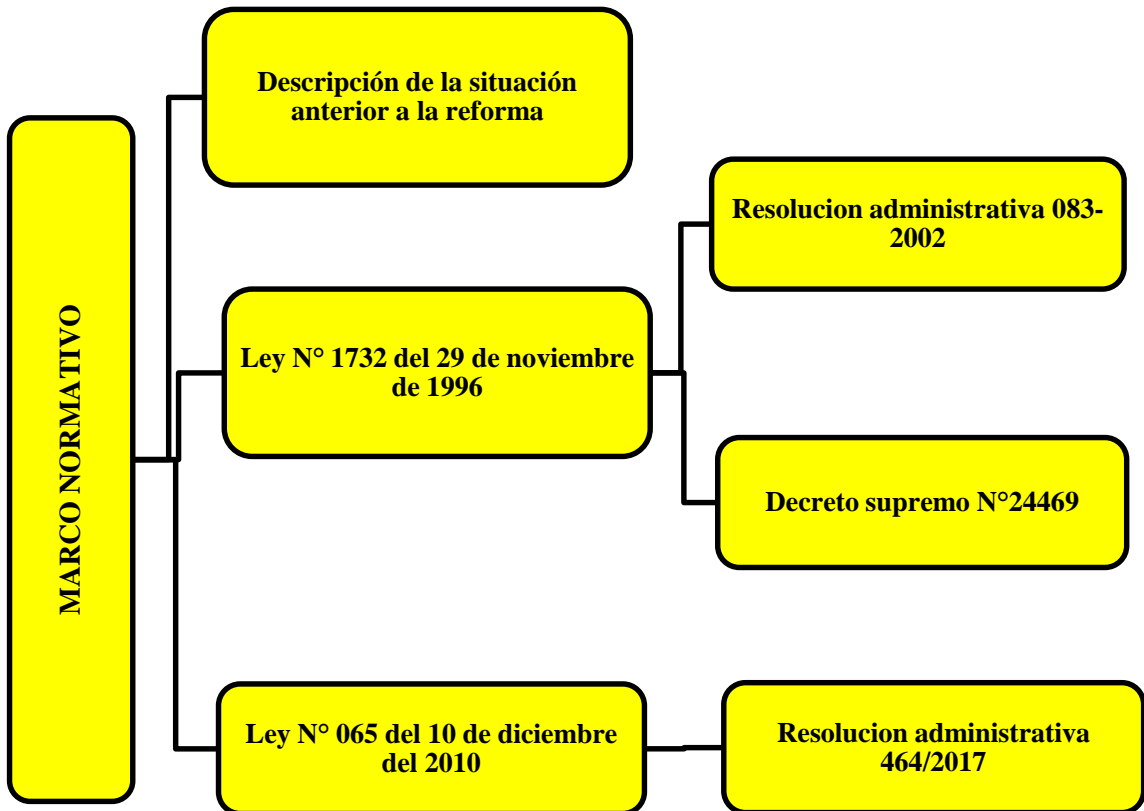 MARCO NORMATIVO
Descripción de la situación
anterior a la reforma
Ley N° 1732 del 29 de noviembre
de 1996
Resolucion administrativa 083-
2002
Decreto supremo N°24469
Ley N° 065 del 10 de diciembre
del 2010
Resolucion administrativa
464/2017